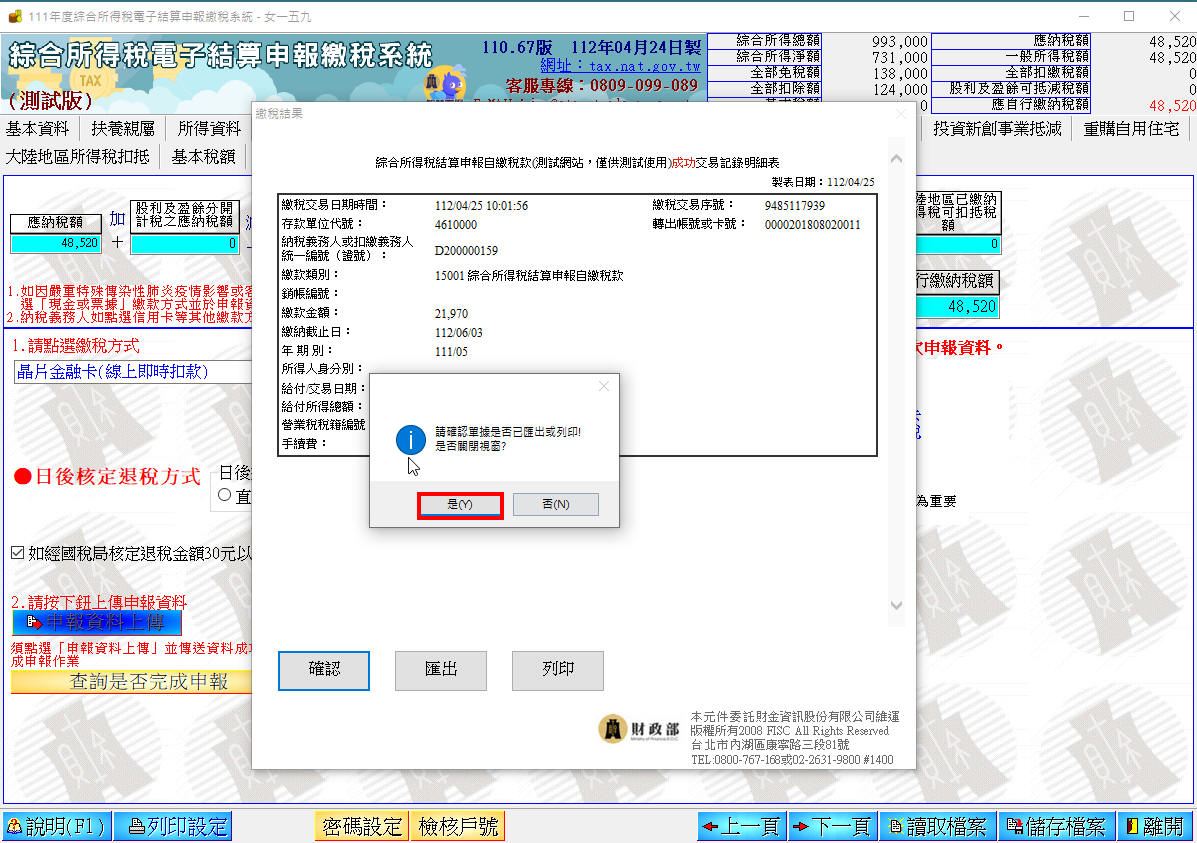 111年度綜合所得稅電子結算申報繳稅系統 - 女一五九
綜合所得稅電子結算申報繳稅系統
TAX
(測試版)
110.67版 112年04月24日製
網址：tax.nat.gov.tw
客服專線：0809-099-089
綜合所得總額 993,000
綜合所得淨額 731,000
全部免稅額 138,000
全部扣除額 124,000
0
應納稅額 48,520
一般所得稅額 48,520
全部扣繳稅額 0
股利及盈餘可抵減稅額 0
應自行繳納稅額 48,520
基本資料 扶養親屬 所得資料
投資新創事業抵減 重購自用住宅
大陸地區所得稅扣抵 基本稅額
應納稅額
48,520
加
+
股利及盈餘分開
計稅之應納稅額
0
陸地區已繳納
得稅可扣抵稅
額
0
行繳納稅額
48,520
1.如因嚴重特殊傳染性肺炎疫情影響或客
選「現金或票據」繳款方式並於申報資
2.納稅義務人如點選信用卡等其他繳款方
1.請點選繳稅方式
晶片金融卡(線上即時扣款)
欠申報資料。
●日後核定退稅方式
日後
直
為重要
如經國稅局核定退稅金額30元以
2.請按下鈕上傳申報資料
申報資料上傳
須點選「申報資料上傳」並傳送資料成功
成申報作業
查詢是否完成申報
繳稅結果
綜合所得稅結算申報自繳稅款(測試網站，僅供測試使用)成功交易記錄明細表
製表日期：112/04/25
繳稅交易日期時間： 112/04/25 10:01:56 繳稅交易序號： 9485117939
存款單位代號： 4610000 轉出帳號或卡號： 0000201808020011
納稅義務人或扣繳義務人
統一編號（證號）： D200000159
繳款類別： 15001 綜合所得稅結算申報自繳稅款
銷帳編號：
繳款金額： 21,970
繳納截止日： 112/06/03
年 期 別： 111/05
所得人身分別：
給付/交易日期：
給付所得總額：
營業稅稅籍編號
手續費：
請確認單據是否已匯出或列印!
是否關閉視窗?
是(Y) 否(N)
確認 匯出 列印
財政部
本元件委託財金資訊股份有限公司維運
版權所有2008 FISC All Rights Reserved
台北市內湖區康寧路三段81號
TEL:0800-767-168或02-2631-9800 #1400
說明(F1) 列印設定 密碼設定 檢核戶號 上一頁 下一頁 讀取檔案 儲存檔案 離開